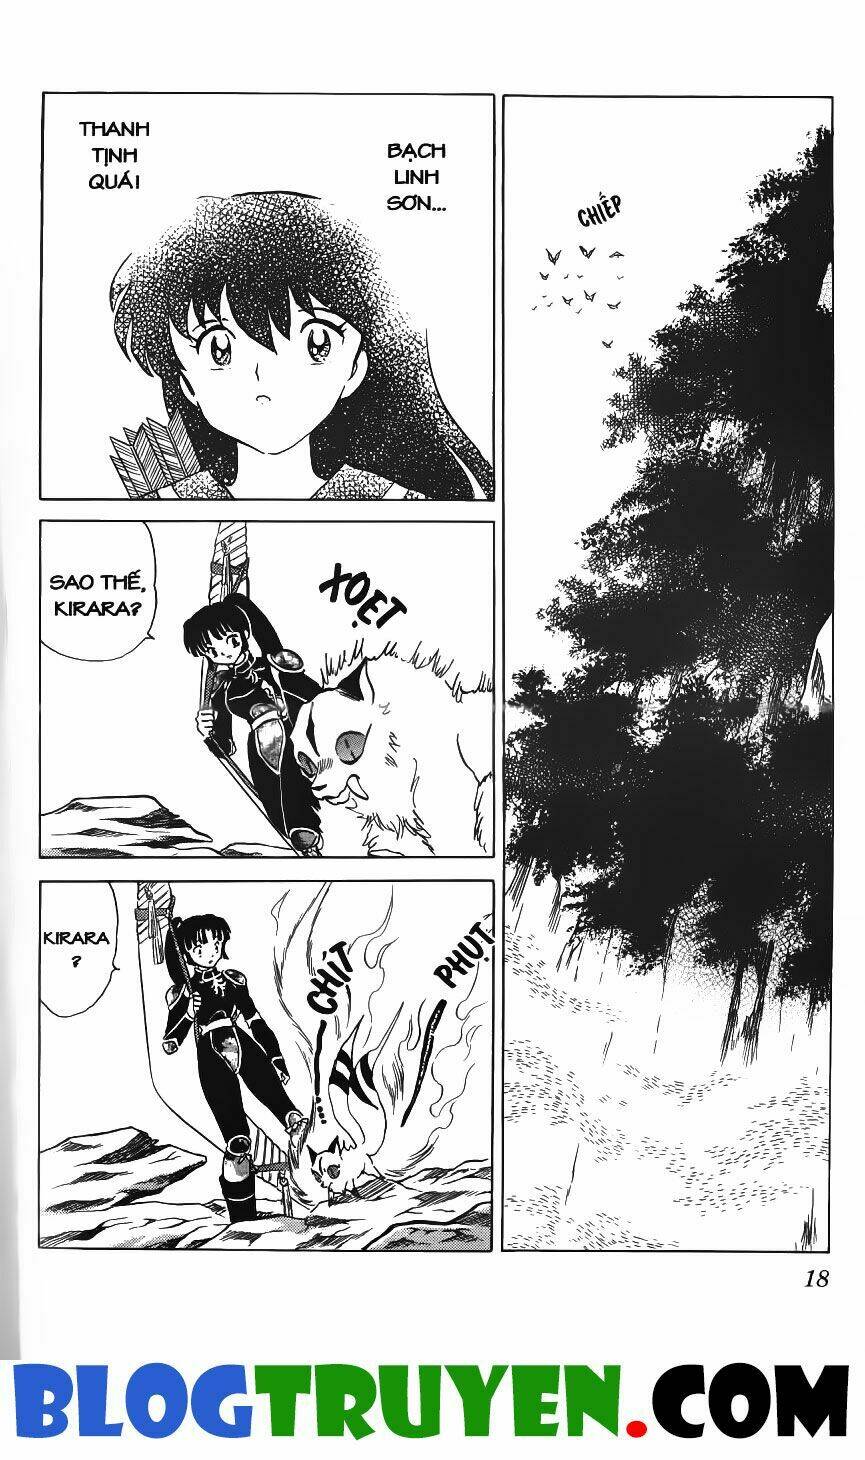 CHIẾP
BẠCH
LINH
SƠN...
THANH
TỊNH
QUÁ!
SAO THẾ,
KIRARA?
XOẸT
KIRARA
?
PHỤT
CHÍT
18
BLOGTRUYEN.COM